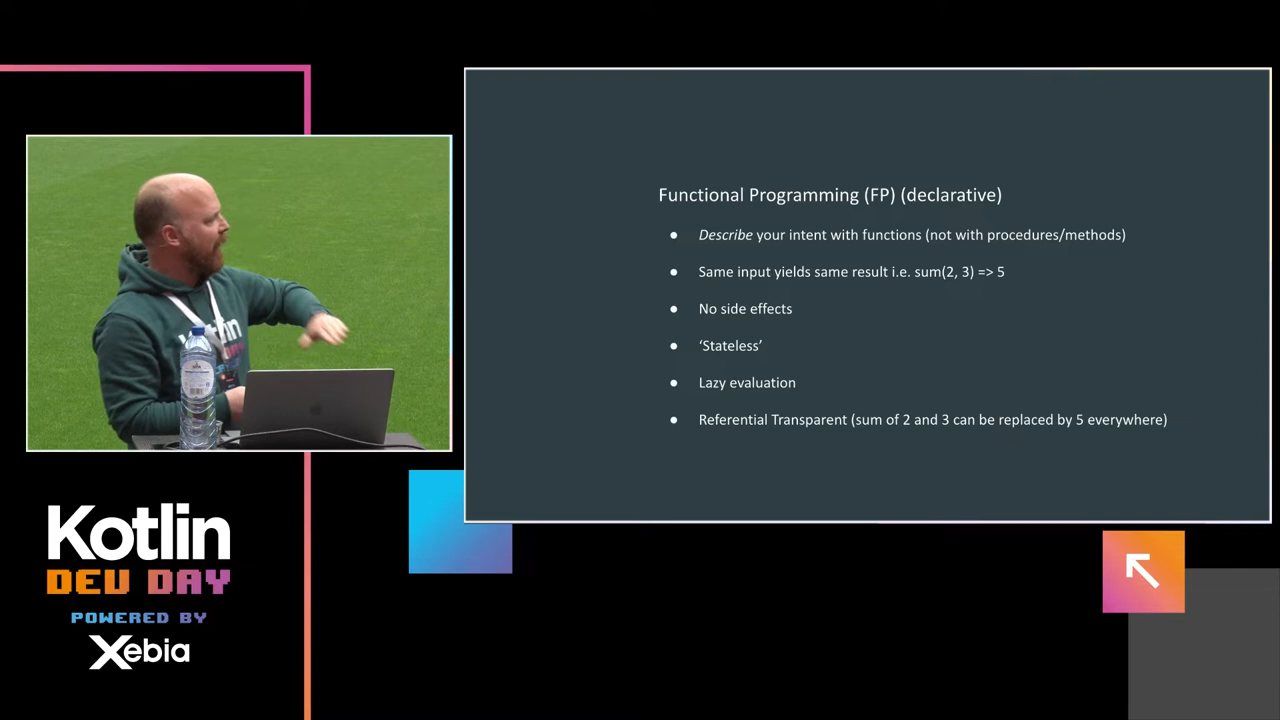 Functional Programming (FP) (declarative)
● Describe your intent with functions (not with procedures/methods)
● Same input yields same result i.e. sum(2, 3) => 5
● No side effects
● ‘Stateless’
● Lazy evaluation
● Referential Transparent (sum of 2 and 3 can be replaced by 5 everywhere)
Kotlin
Kotlin
DEV DAY
POWERED BY
Xebia